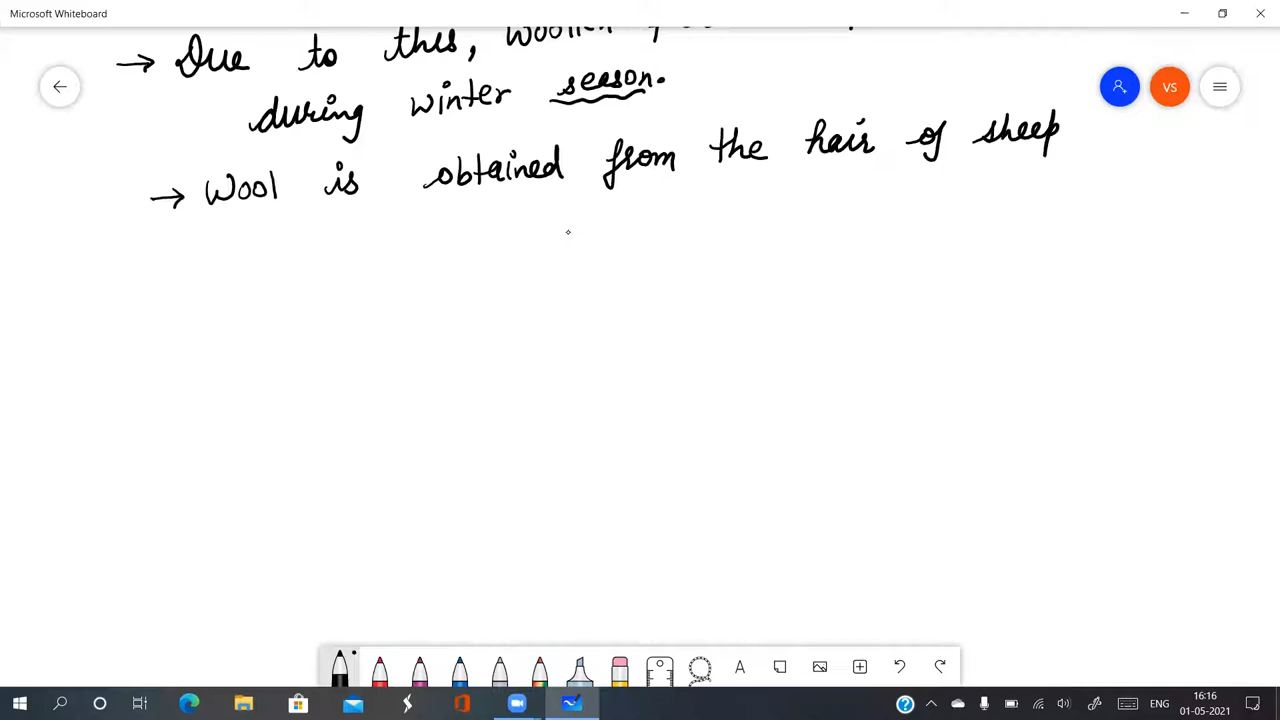 Microsoft Whiteboard
→ Due to this, Woollen
during winter season.
→ Wool is obtained from the hair of sheep
VS
A
ENG
16:16
01-05-2021